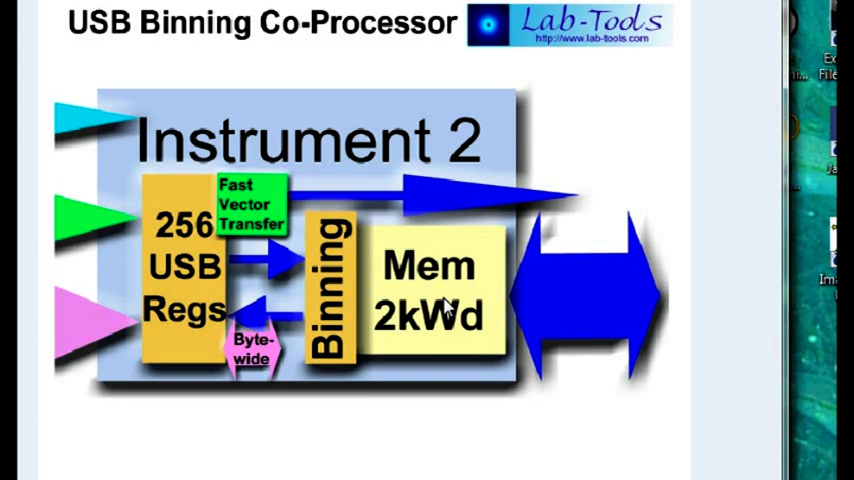 USB Binning Co-Processor
Lab-Tools
http://www.lab-tools.com
Instrument 2
Fast
Vector
Transfer
256
USB
Regs
Binning
Mem
2kWd
Byte-
wide